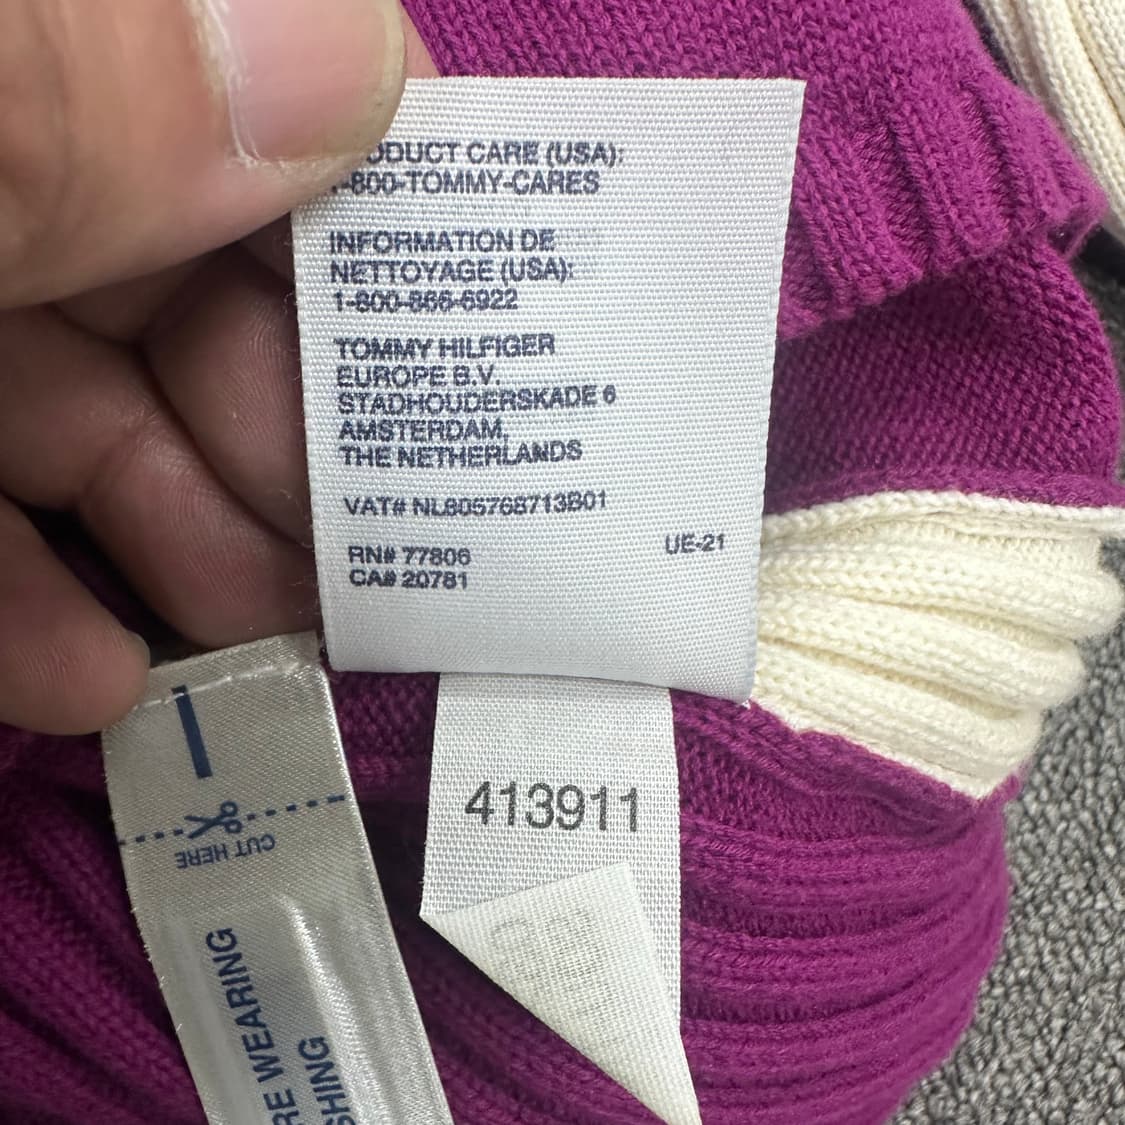 ODUCT CARE (USA):
1-800-TOMMY-CARES
INFORMATION DE
NETTOYAGE (USA):
1-800-866-6922
TOMMY HILFIGER
EUROPE B.V.
STADHOUDERSKADE 6
AMSTERDAM,
THE NETHERLANDS
VAT# NL805768713B01
RN# 77806
UE-21
CA# 20781
413911
CUT HERE
RE WEARING
SHING